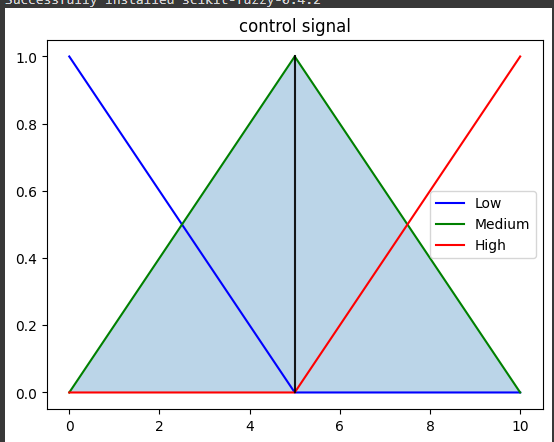 Successfully installed scikit-fuzzy-0.4.2
control signal
1.0
0.8
0.6
0.4
0.2
0.0
Low
Medium
High
0 2 4 6 8 10